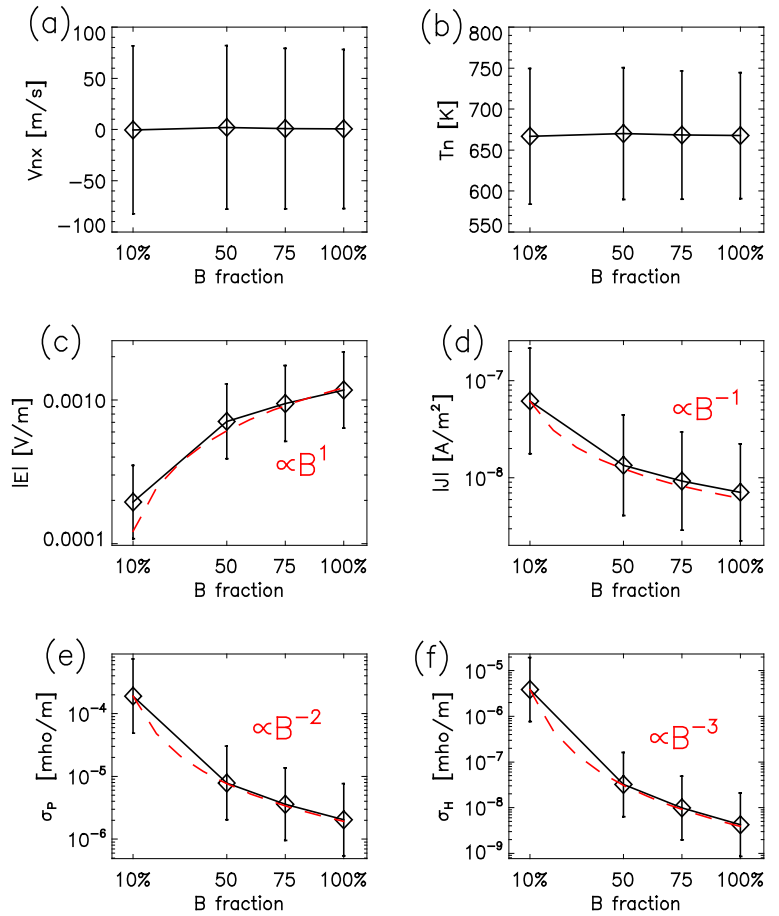 (a)
100
50
0
−50
−100
Vnx [m/s]
10% 50 75 100%
B fraction
(b)
800
750
700
650
600
550
Tn [K]
10% 50 75 100%
B fraction
(c)
0.0010
0.0001
|E| [V/m]
∝B¹
10% 50 75 100%
B fraction
(d)
10⁻⁷
10⁻⁸
|J| [A/m²]
∝B⁻¹
10% 50 75 100%
B fraction
(e)
10⁻⁴
10⁻⁵
10⁻⁶
σ_P [mho/m]
∝B⁻²
10% 50 75 100%
B fraction
(f)
10⁻⁵
10⁻⁶
10⁻⁷
10⁻⁸
10⁻⁹
σ_H [mho/m]
∝B⁻³
10% 50 75 100%
B fraction